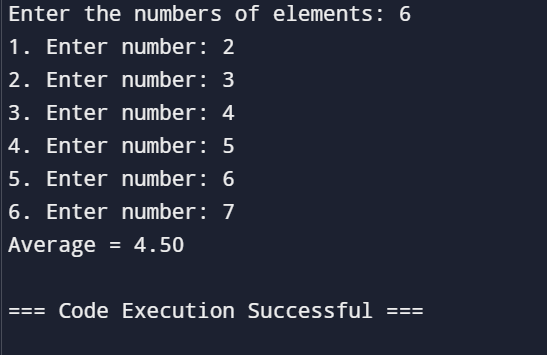 Enter the numbers of elements: 6
1. Enter number: 2
2. Enter number: 3
3. Enter number: 4
4. Enter number: 5
5. Enter number: 6
6. Enter number: 7
Average = 4.50
=== Code Execution Successful ===